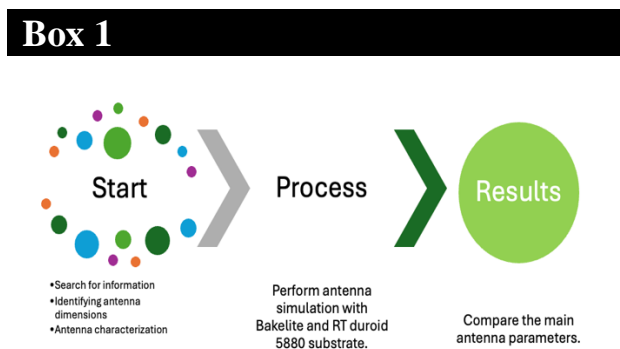 Box 1
Start
Process
Results
•Search for information
•Identifying antenna
dimensions
•Antenna characterization
Perform antenna
simulation with
Bakelite and RT duroid
5880 substrate.
Compare the main
antenna parameters.